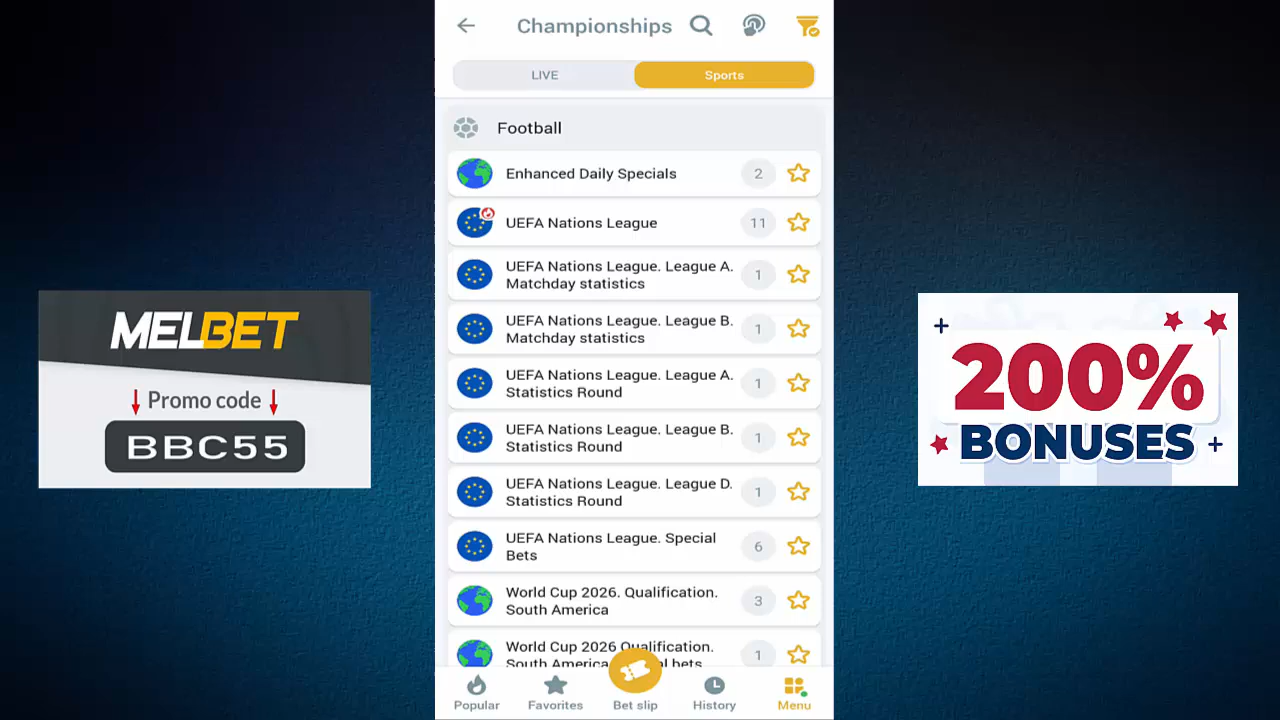 Championships
LIVE
Sports
Football
Enhanced Daily Specials
2
UEFA Nations League
11
UEFA Nations League. League A.
Matchday statistics
1
UEFA Nations League. League B.
Matchday statistics
1
UEFA Nations League. League A.
Statistics Round
1
UEFA Nations League. League B.
Statistics Round
1
UEFA Nations League. League D.
Statistics Round
1
UEFA Nations League. Special
Bets
6
World Cup 2026. Qualification.
South America
3
World Cup 2026 Qualification.
South America bets
1
Popular
Favorites
Bet slip
History
Menu
MELBET
Promo code
BBC55
200%
BONUSES